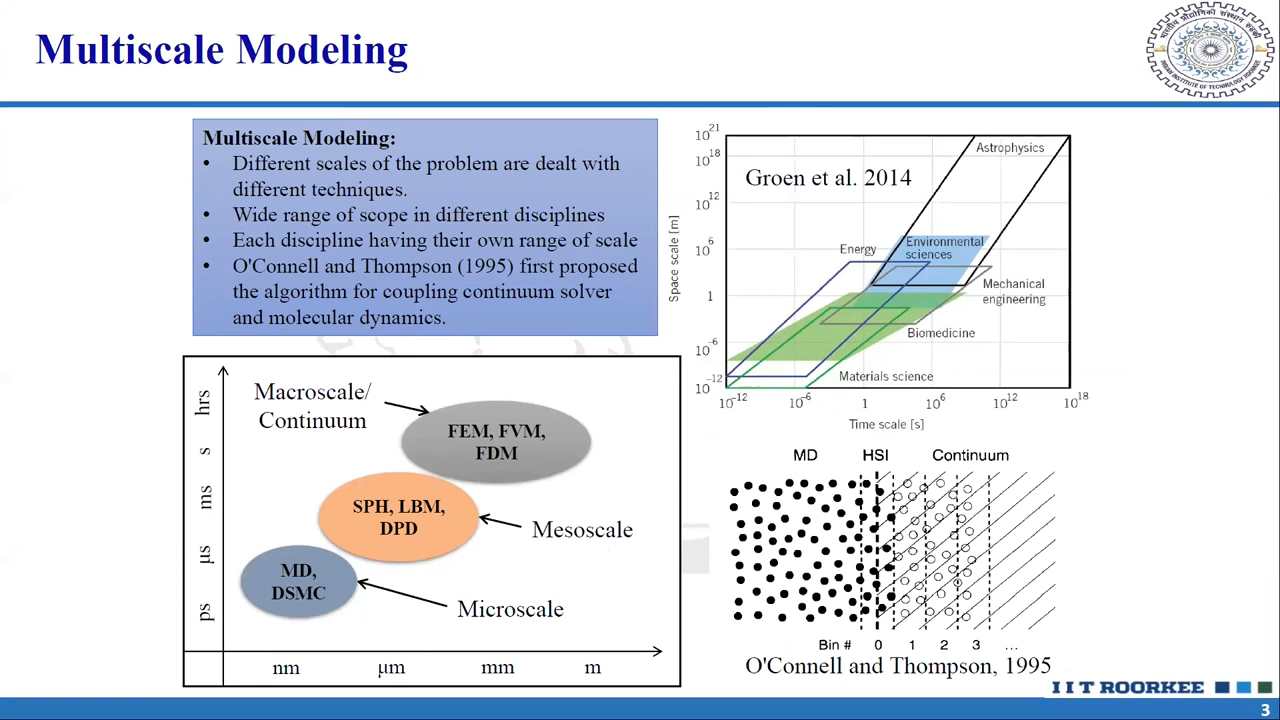 Multiscale Modeling
Multiscale Modeling:
• Different scales of the problem are dealt with
different techniques.
• Wide range of scope in different disciplines
• Each discipline having their own range of scale
• O'Connell and Thompson (1995) first proposed
the algorithm for coupling continuum solver
and molecular dynamics.
10^21
10^18
10^12
10^6
1
10^-6
10^-12
Space scale [m]
Groen et al. 2014
Astrophysics
Energy
Environmental
sciences
Mechanical
engineering
Biomedicine
Materials science
10^-12 10^-6 1 10^6 10^12 10^18
Time scale [s]
hrs
s
ms
µs
ps
Macroscale/
Continuum
FEM, FVM,
FDM
SPH, LBM,
DPD
Mesoscale
MD,
DSMC
Microscale
nm µm mm m
MD HSI Continuum
Bin # 0 1 2 3 ...
O'Connell and Thompson, 1995
IIT ROORKEE
3